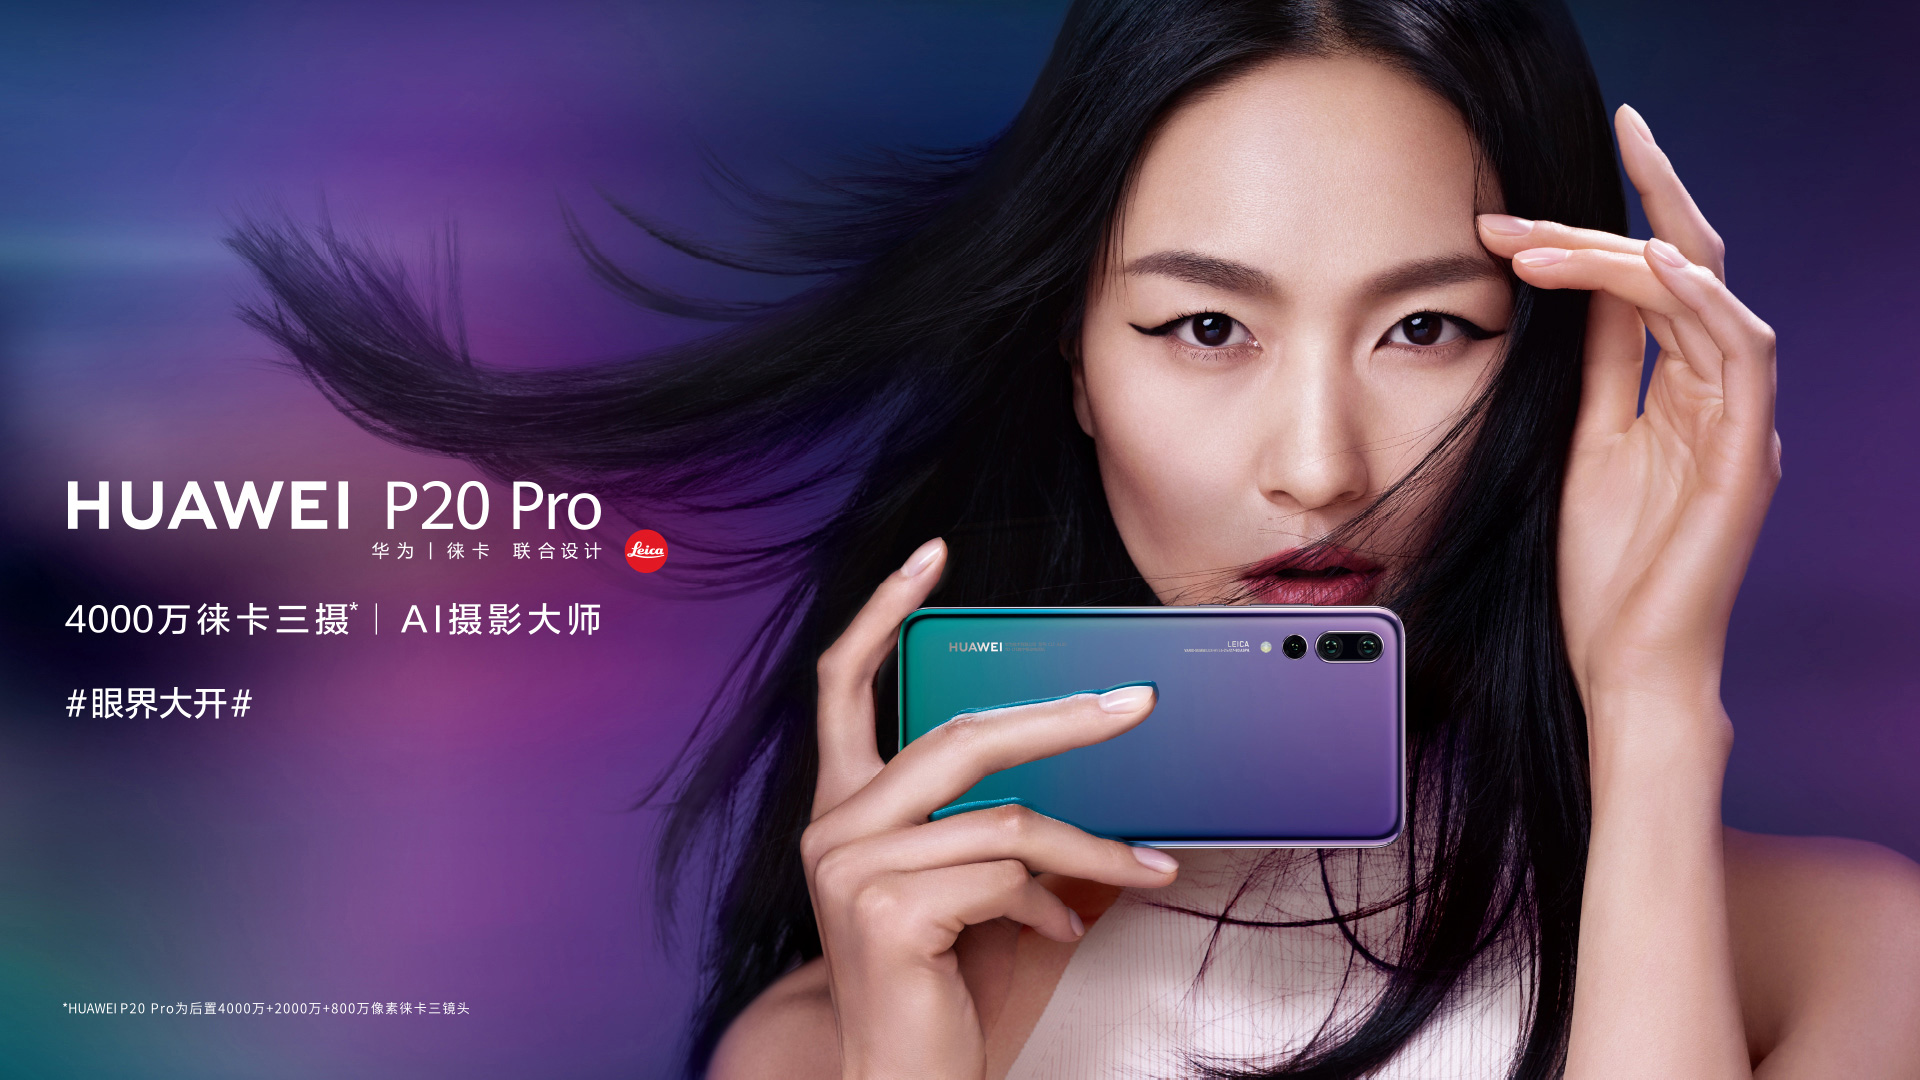 HUAWEI P20 Pro
华为 | 徕卡 联合设计
Leica
4000万徕卡三摄* | AI摄影大师
#眼界大开#
HUAWEI
LEICA
*HUAWEI P20 Pro为后置4000万+2000万+800万像素徕卡三镜头